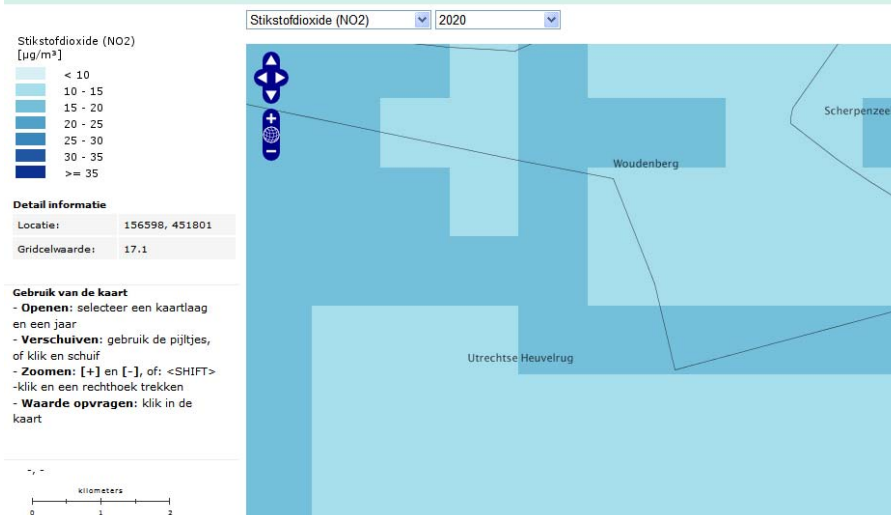 Stikstofdioxide (NO2) 2020
Stikstofdioxide (NO2)
[µg/m³]
< 10
10 - 15
15 - 20
20 - 25
25 - 30
30 - 35
>= 35
Detail informatie
Locatie: 156598, 451801
Gridcelwaarde: 17.1
Gebruik van de kaart
- Openen: selecteer een kaartlaag
en een jaar
- Verschuiven: gebruik de pijltjes,
of klik en schuif
- Zoomen: [+] en [-], of: <SHIFT>
-klik en een rechthoek trekken
- Waarde opvragen: klik in de
kaart
-, -
kilometers
0 1 2
Scherpenzee
Woudenberg
Utrechtse Heuvelrug